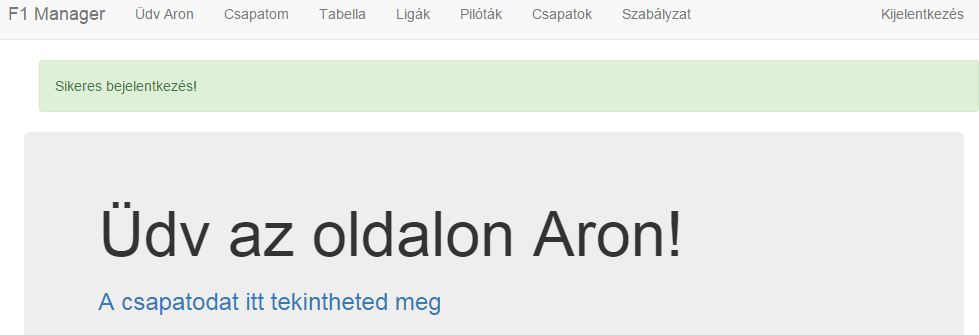 F1 Manager Üdv Aron Csapatom Tabella Ligák Pilóták Csapatok Szabályzat Kijelentkezés
Sikeres bejelentkezés!
Üdv az oldalon Aron!
A csapatodat itt tekintheted meg